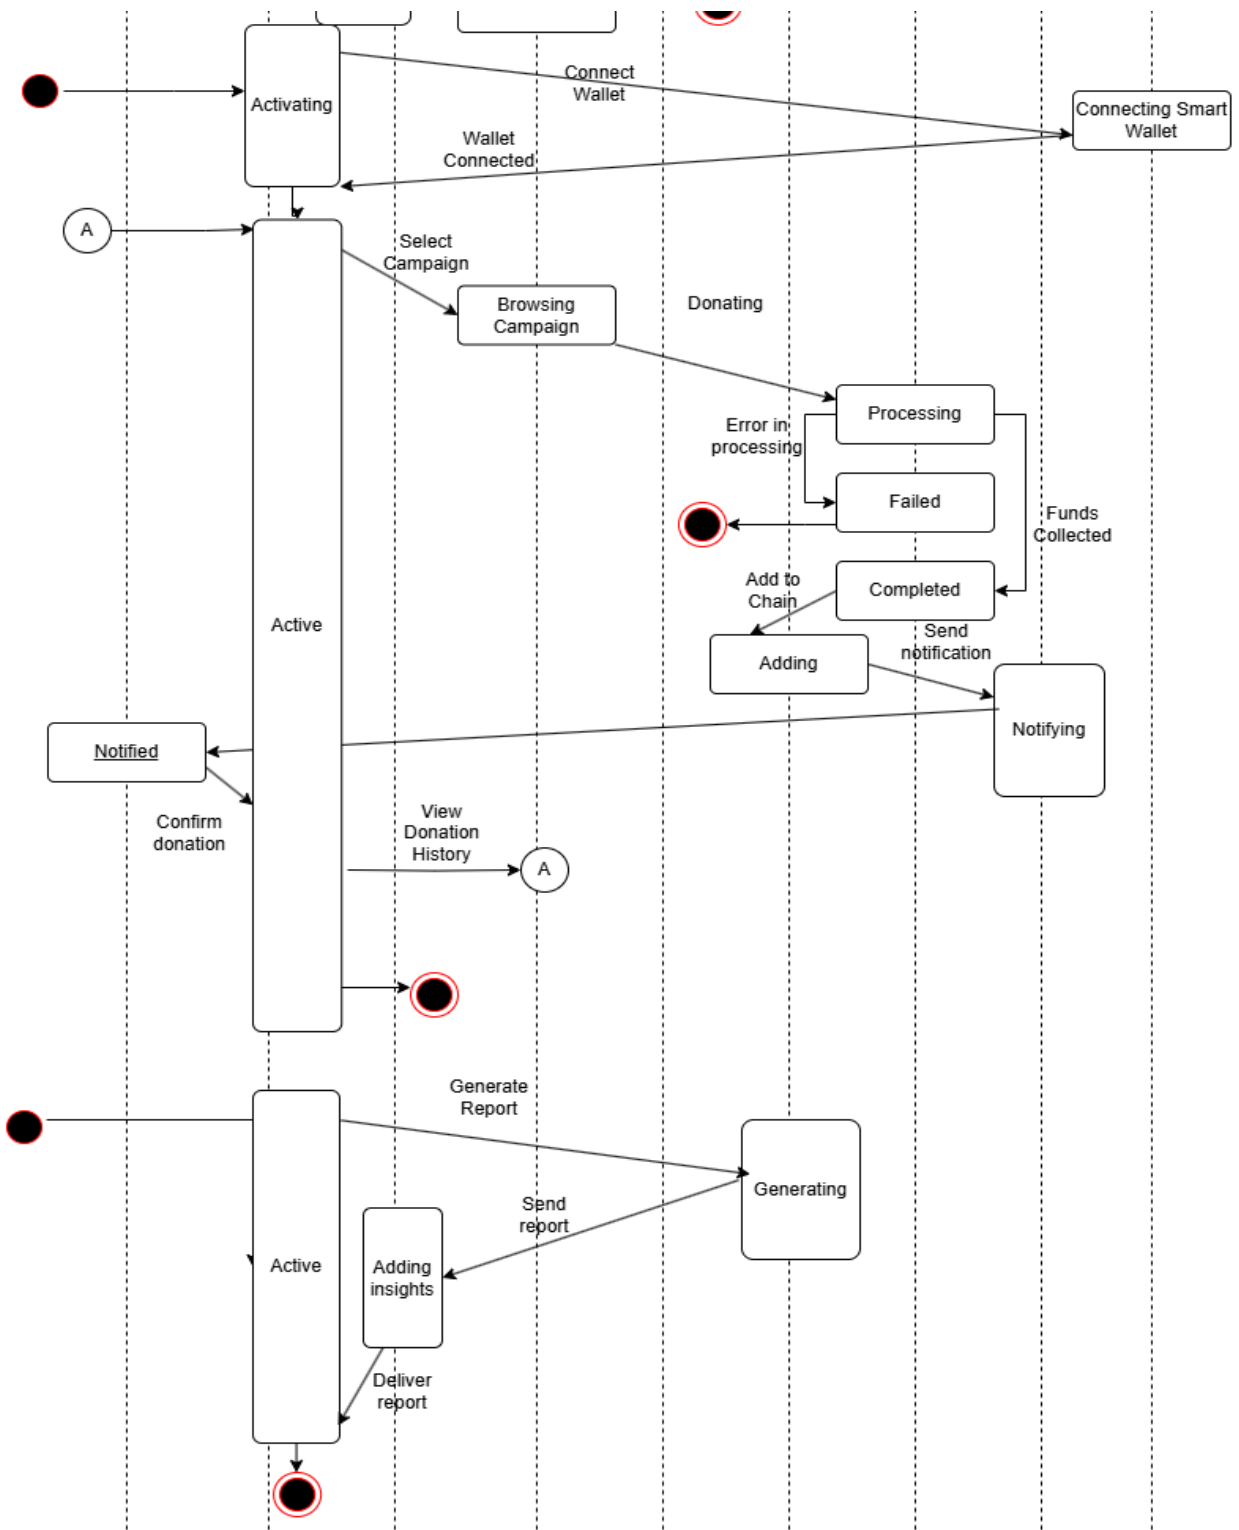 Connect
Wallet
Activating
Connecting Smart
Wallet
Wallet
Connected
A
Select
Campaign
Browsing
Campaign
Donating
Processing
Error in
processing
Failed
Funds
Collected
Add to
Chain
Completed
Send
notification
Active
Adding
Notifying
Notified
Confirm
donation
View
Donation
History
A
Generate
Report
Generating
Send
report
Active
Adding
insights
Deliver
report